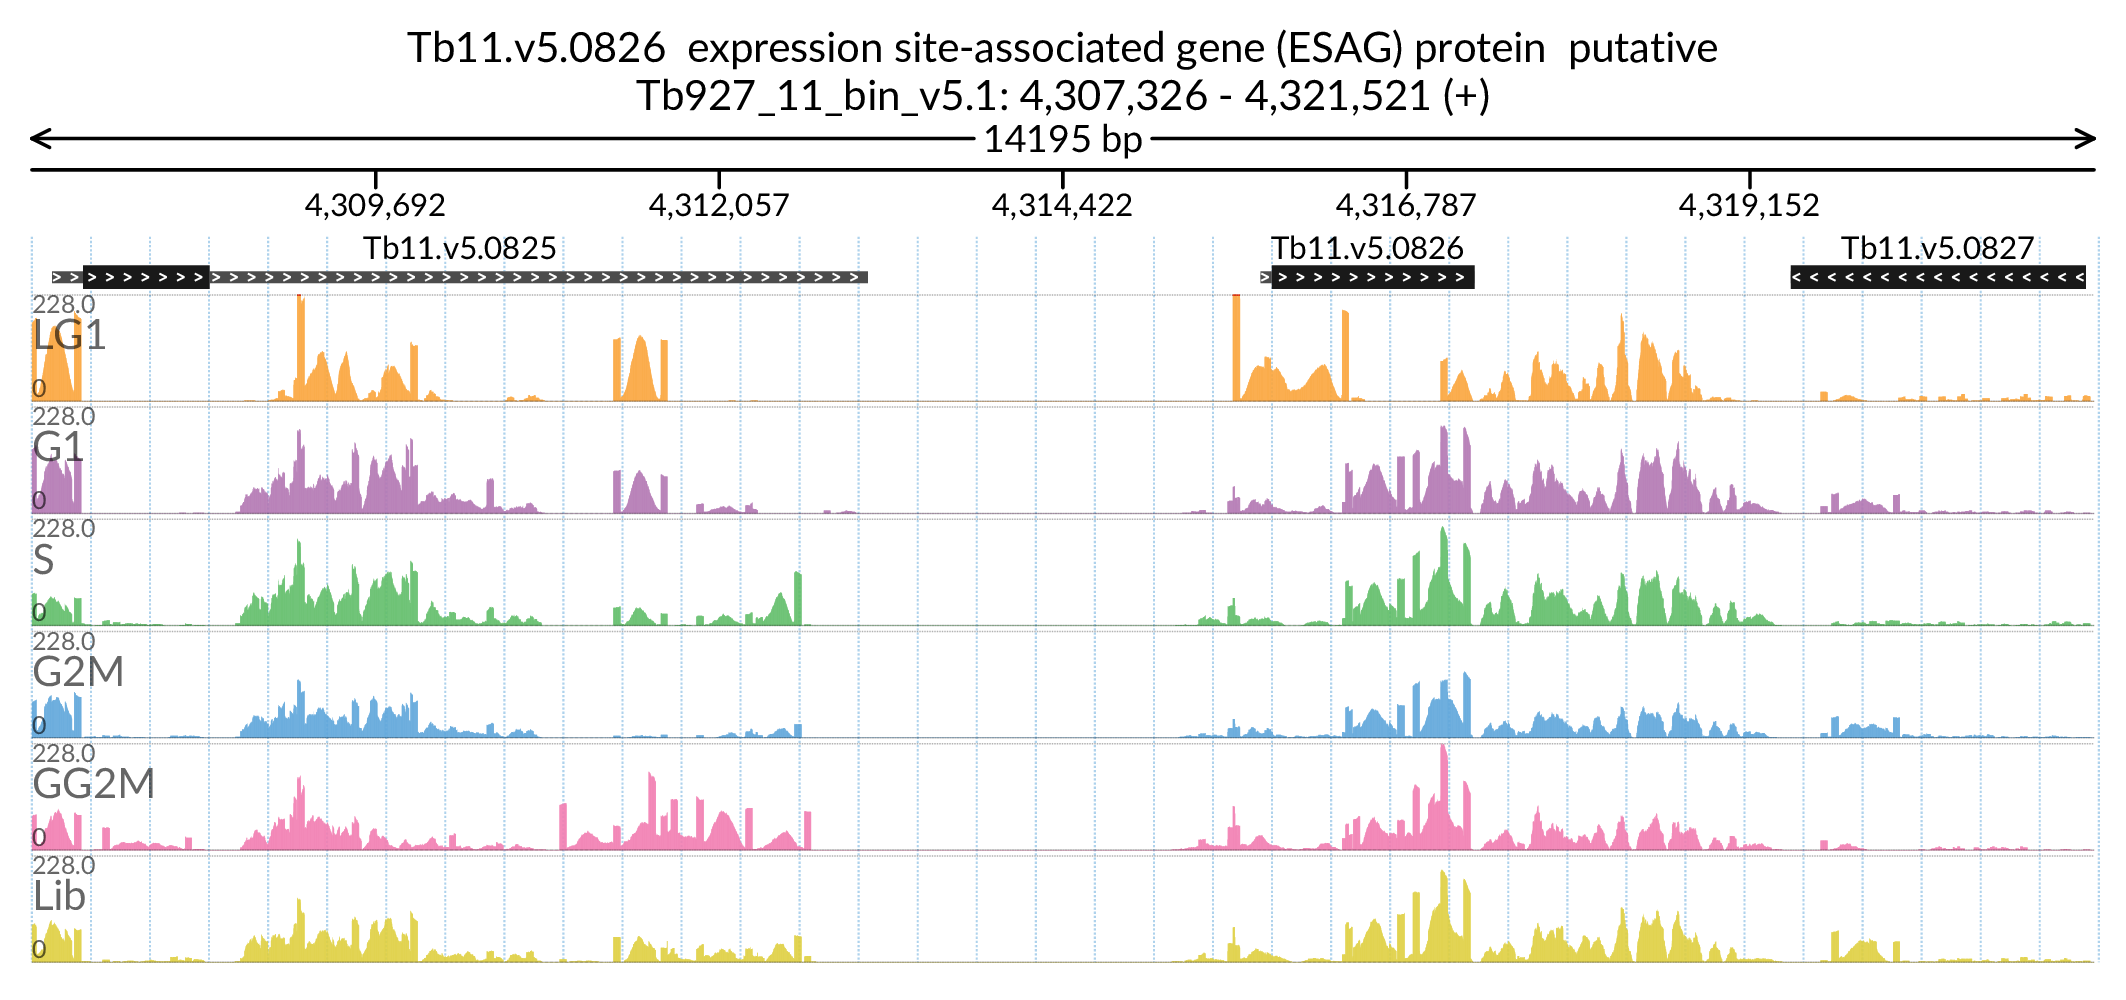 Tb11.v5.0826  expression site-associated gene (ESAG) protein  putative
Tb927_11_bin_v5.1: 4,307,326 - 4,321,521 (+)
14195 bp
4,309,692 4,312,057 4,314,422 4,316,787 4,319,152
Tb11.v5.0825 Tb11.v5.0826 Tb11.v5.0827
228.0
LG1
0
228.0
G1
0
228.0
S
0
228.0
G2M
0
228.0
GG2M
0
228.0
Lib
0